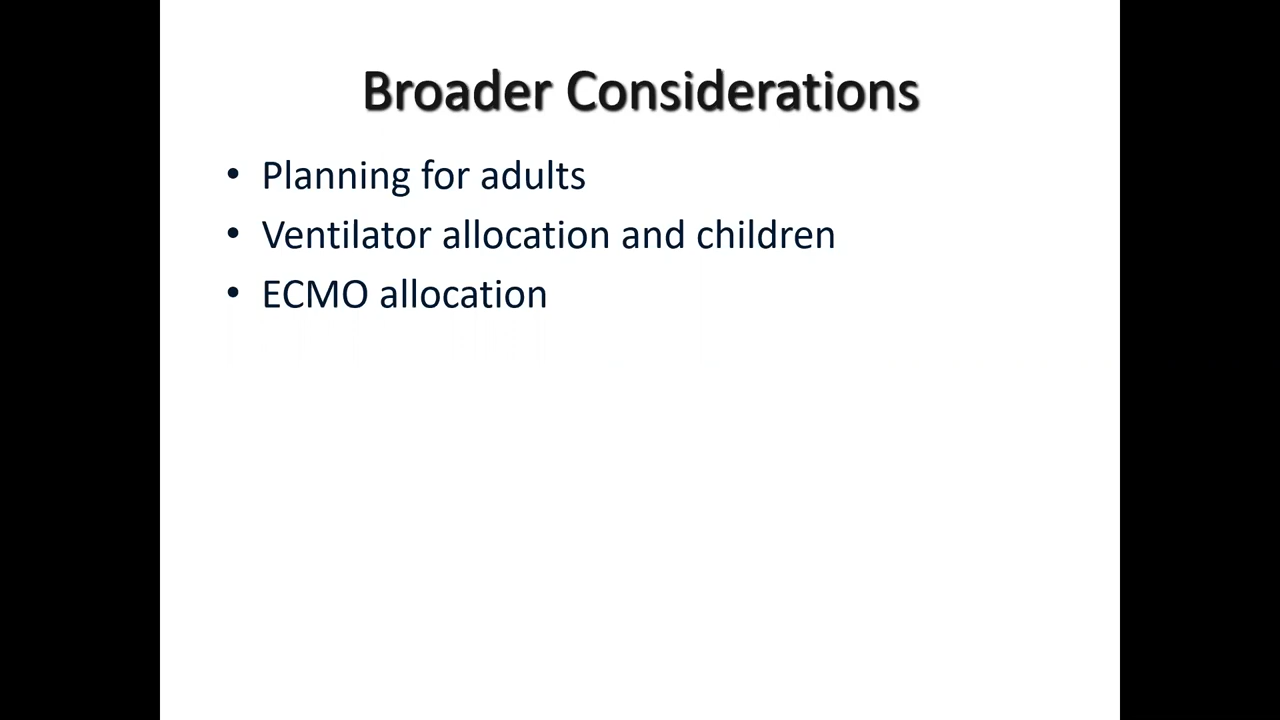 Broader Considerations
• Planning for adults
• Ventilator allocation and children
• ECMO allocation